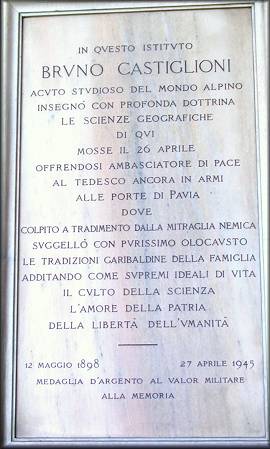 IN QVESTO ISTITVTO
BRVNO CASTIGLIONI
ACVTO STVDIOSO DEL MONDO ALPINO
INSEGNÒ CON PROFONDA DOTTRINA
LE SCIENZE GEOGRAFICHE
DI QVI
MOSSE IL 26 APRILE
OFFRENDOSI AMBASCIATORE DI PACE
AL TEDESCO ANCORA IN ARMI
ALLE PORTE DI PAVIA
DOVE
COLPITO A TRADIMENTO DALLA MITRAGLIA NEMICA
SVGGELLÒ CON PVRISSIMO OLOCAVSTO
LE TRADIZIONI GARIBALDINE DELLA FAMIGLIA
ADDITANDO COME SVPREMI IDEALI DI VITA
IL CVLTO DELLA SCIENZA
L'AMORE DELLA PATRIA
DELLA LIBERTÀ DELL'VMANITÀ
12 MAGGIO 1898 27 APRILE 1945
MEDAGLIA D'ARGENTO AL VALOR MILITARE
ALLA MEMORIA